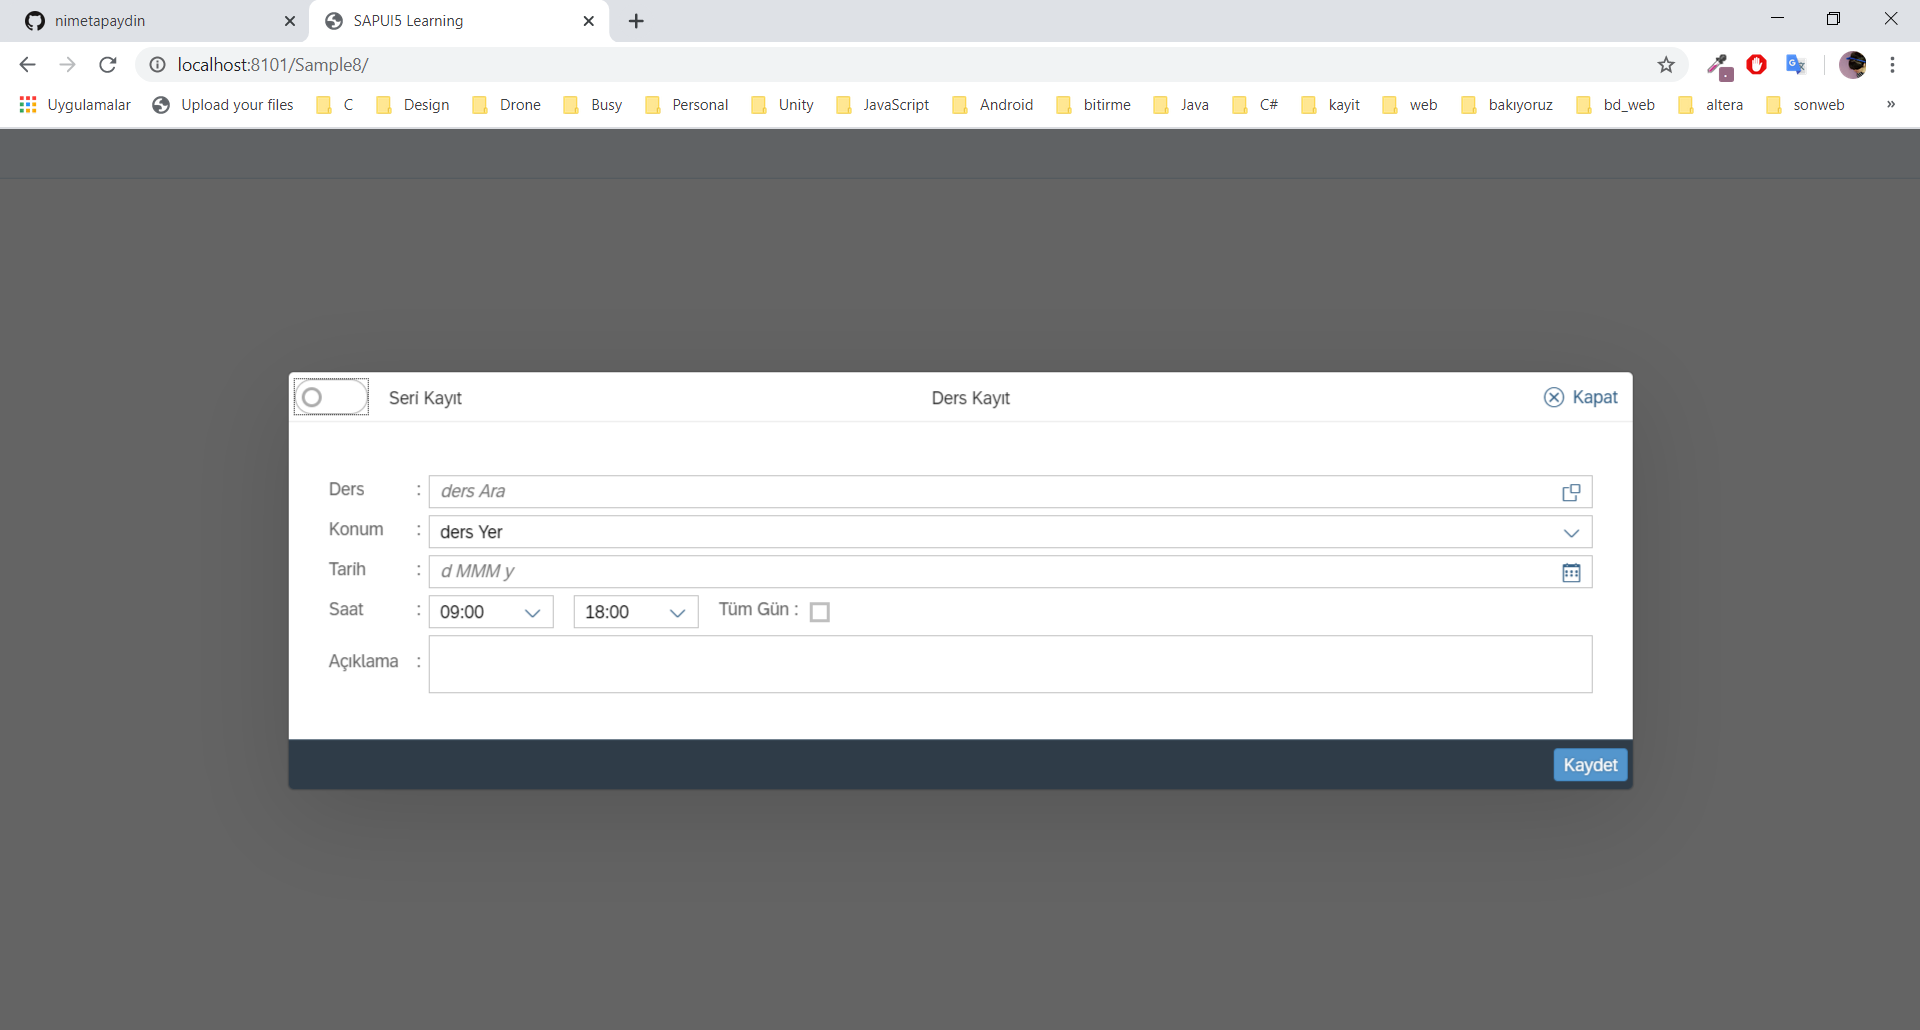 nimetapaydin SAPUI5 Learning
localhost:8101/Sample8/
Uygulamalar Upload your files C Design Drone Busy Personal Unity JavaScript Android bitirme Java C# kayit web bakıyoruz bd_web altera sonweb »
Seri Kayıt Ders Kayıt Kapat
Ders : ders Ara
Konum : ders Yer
Tarih : d MMM y
Saat : 09:00 18:00 Tüm Gün :
Açıklama :
Kaydet